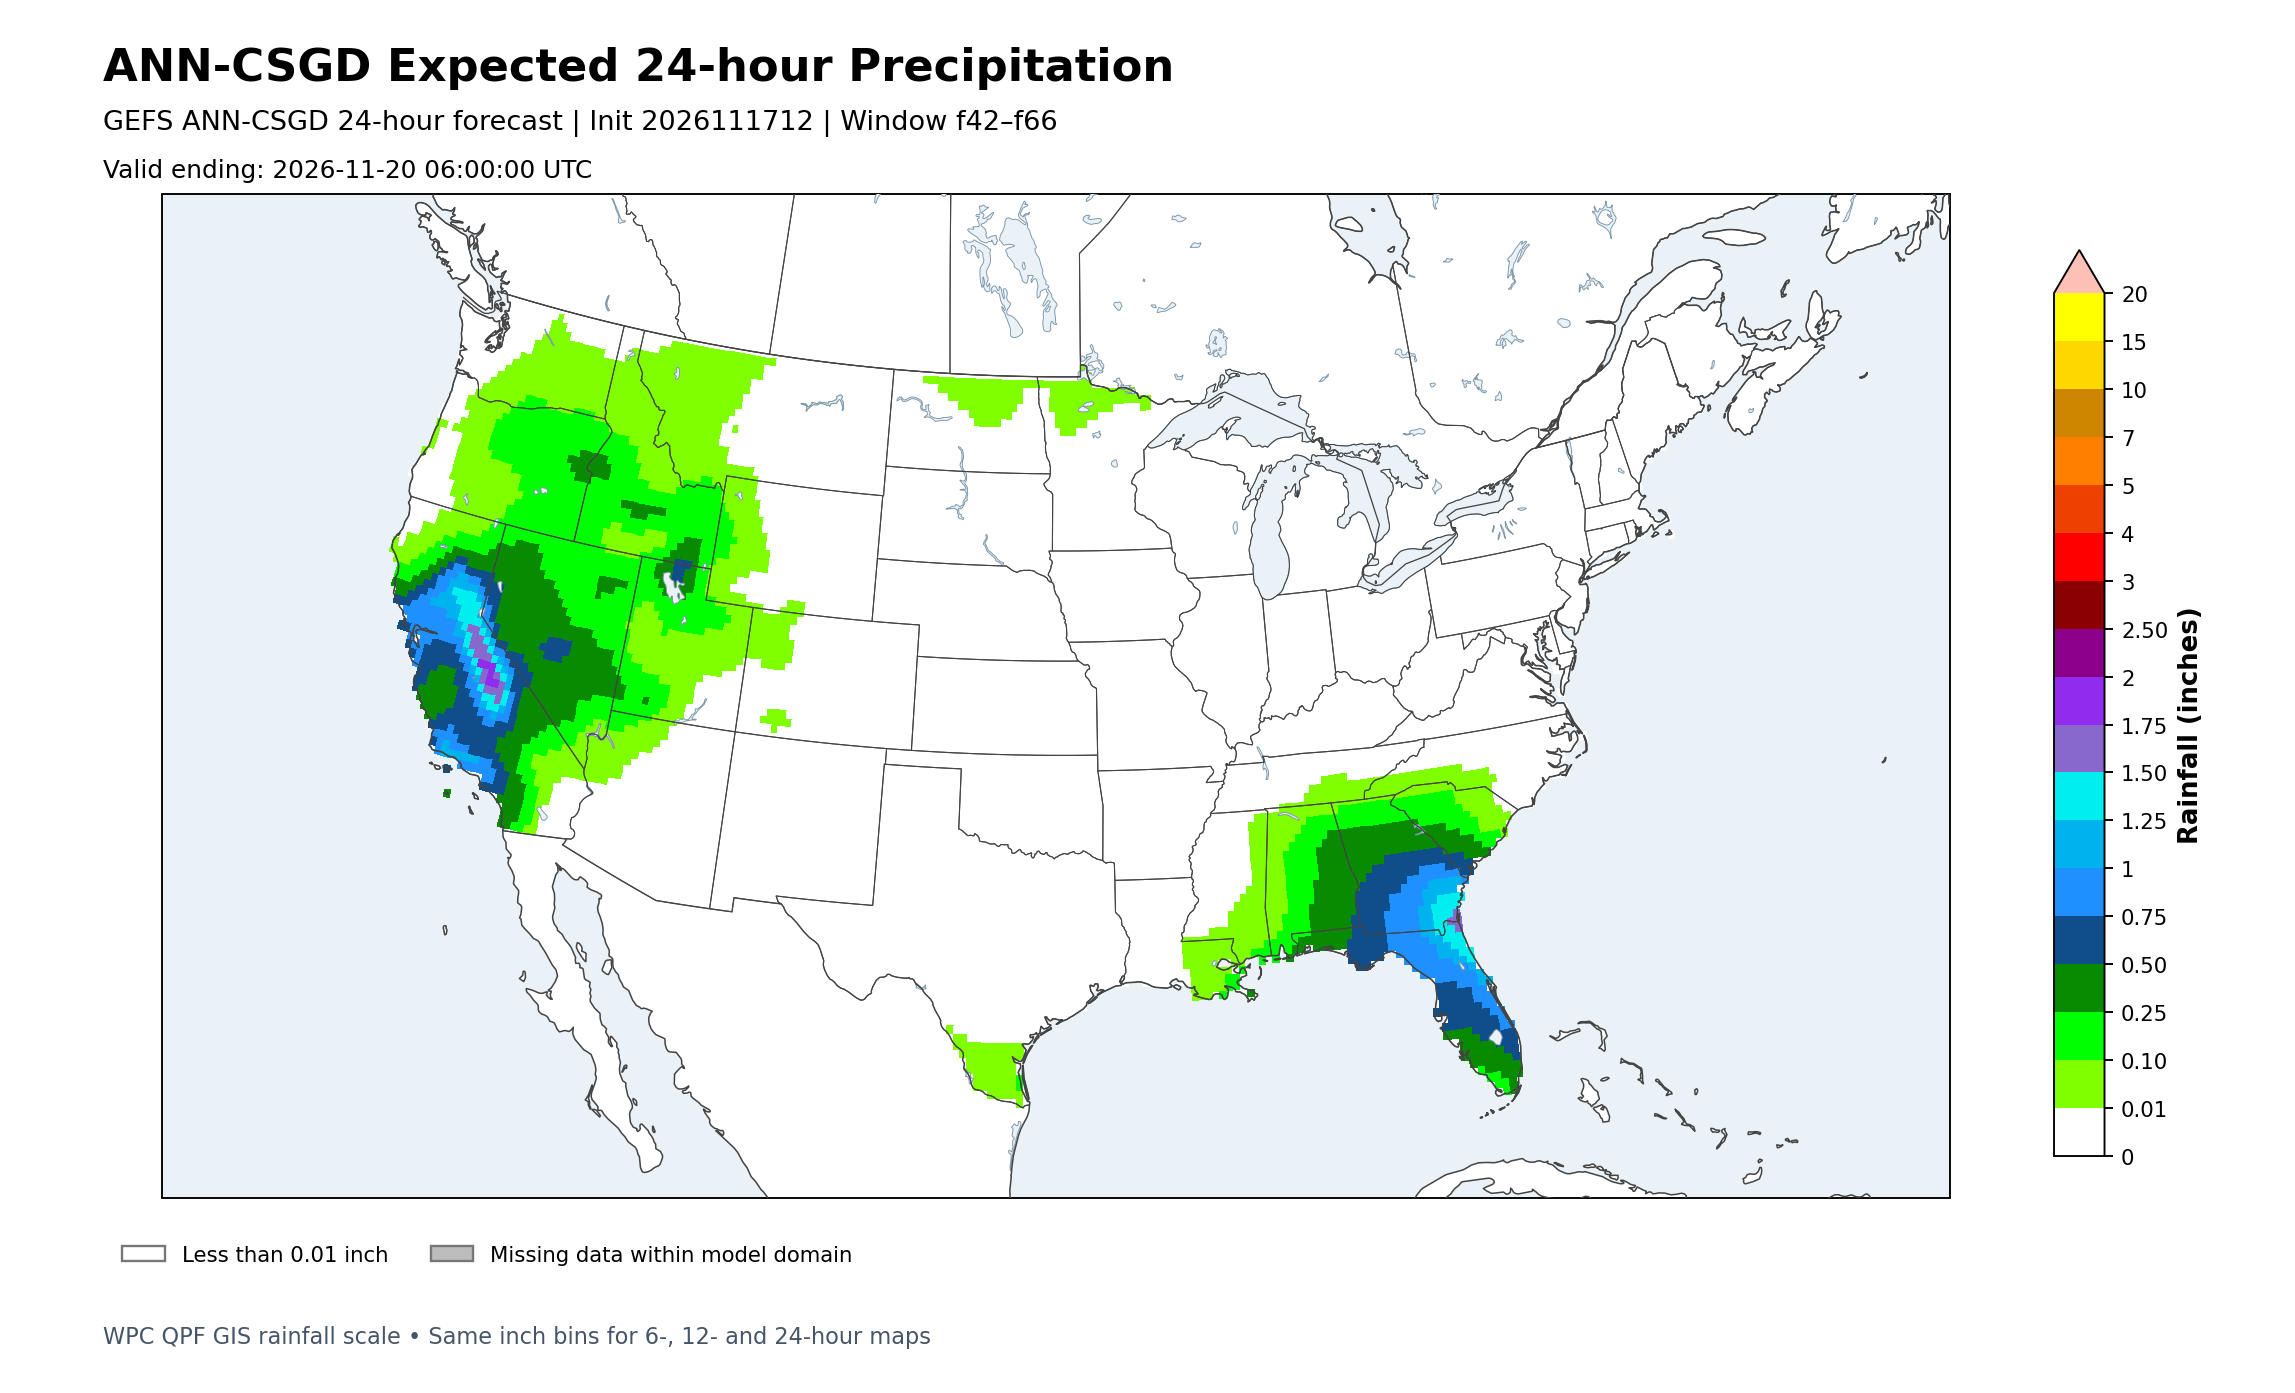 ANN-CSGD Expected 24-hour Precipitation
GEFS ANN-CSGD 24-hour forecast | Init 2026111712 | Window f42–f66
Valid ending: 2026-11-20 06:00:00 UTC
20
15
10
7
5
4
3
2.50
2
1.75
1.50
1.25
1
0.75
0.50
0.25
0.10
0.01
0
Rainfall (inches)
Less than 0.01 inch
Missing data within model domain
WPC QPF GIS rainfall scale • Same inch bins for 6-, 12- and 24-hour maps